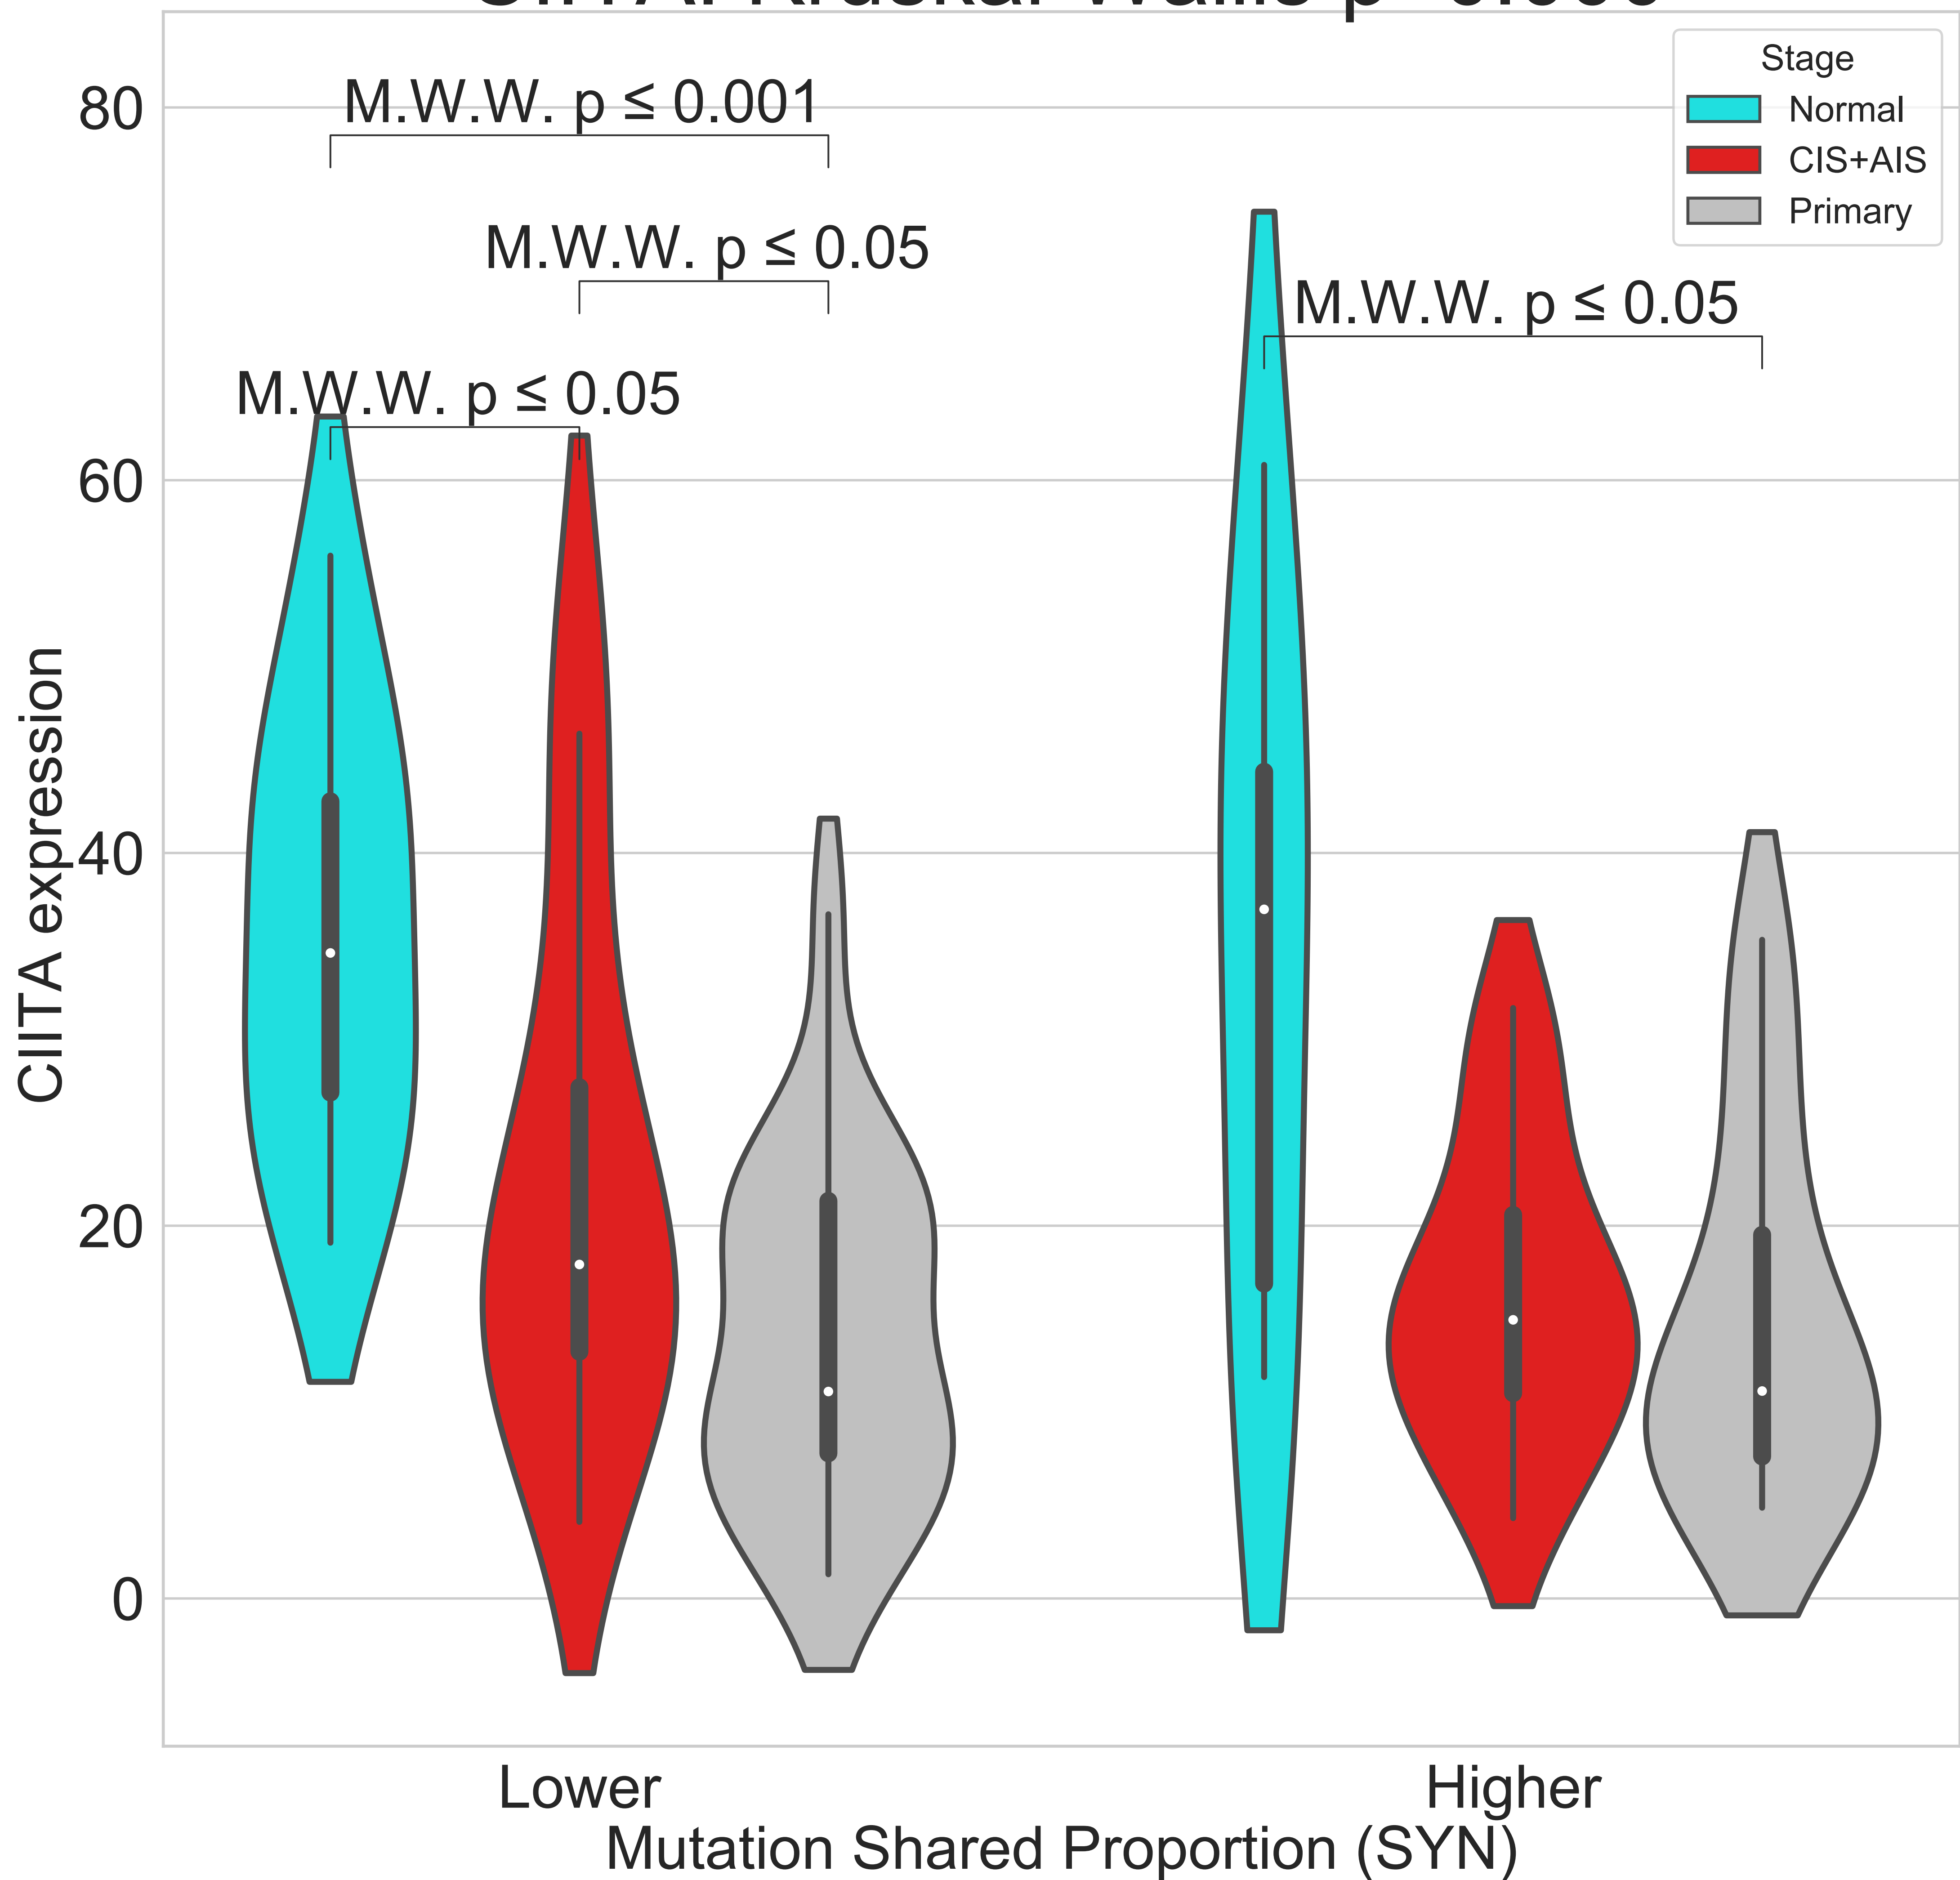 80
60
40
20
0
CIITA expression
M.W.W. p ≤ 0.001
M.W.W. p ≤ 0.05
M.W.W. p ≤ 0.05
M.W.W. p ≤ 0.05
Stage
Normal
CIS+AIS
Primary
Lower
Higher
Mutation Shared Proportion (SYN)